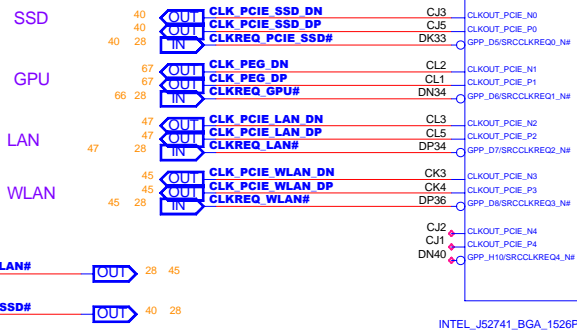 SSD 40 OUT CLK_PCIE_SSD_DN CJ3 CLKOUT_PCIE_N0
40 OUT CLK_PCIE_SSD_DP CJ5 CLKOUT_PCIE_P0
40 28 IN CLKREQ_PCIE_SSD# DK33 GPP_D5/SRCCLKREQ0_N#
GPU 67 OUT CLK_PEG_DN CL2 CLKOUT_PCIE_N1
67 OUT CLK_PEG_DP CL1 CLKOUT_PCIE_P1
66 28 IN CLKREQ_GPU# DN34 GPP_D6/SRCCLKREQ1_N#
LAN 47 OUT CLK_PCIE_LAN_DN CL3 CLKOUT_PCIE_N2
47 OUT CLK_PCIE_LAN_DP CL5 CLKOUT_PCIE_P2
47 28 IN CLKREQ_LAN# DP34 GPP_D7/SRCCLKREQ2_N#
WLAN 45 OUT CLK_PCIE_WLAN_DN CK3 CLKOUT_PCIE_N3
45 OUT CLK_PCIE_WLAN_DP CK4 CLKOUT_PCIE_P3
45 28 IN CLKREQ_WLAN# DP36 GPP_D8/SRCCLKREQ3_N#
CJ2 CLKOUT_PCIE_N4
CJ1 CLKOUT_PCIE_P4
DN40 GPP_H10/SRCCLKREQ4_N#
LAN# OUT 28 45
SSD# OUT 40 28
INTEL_J52741_BGA_1526P